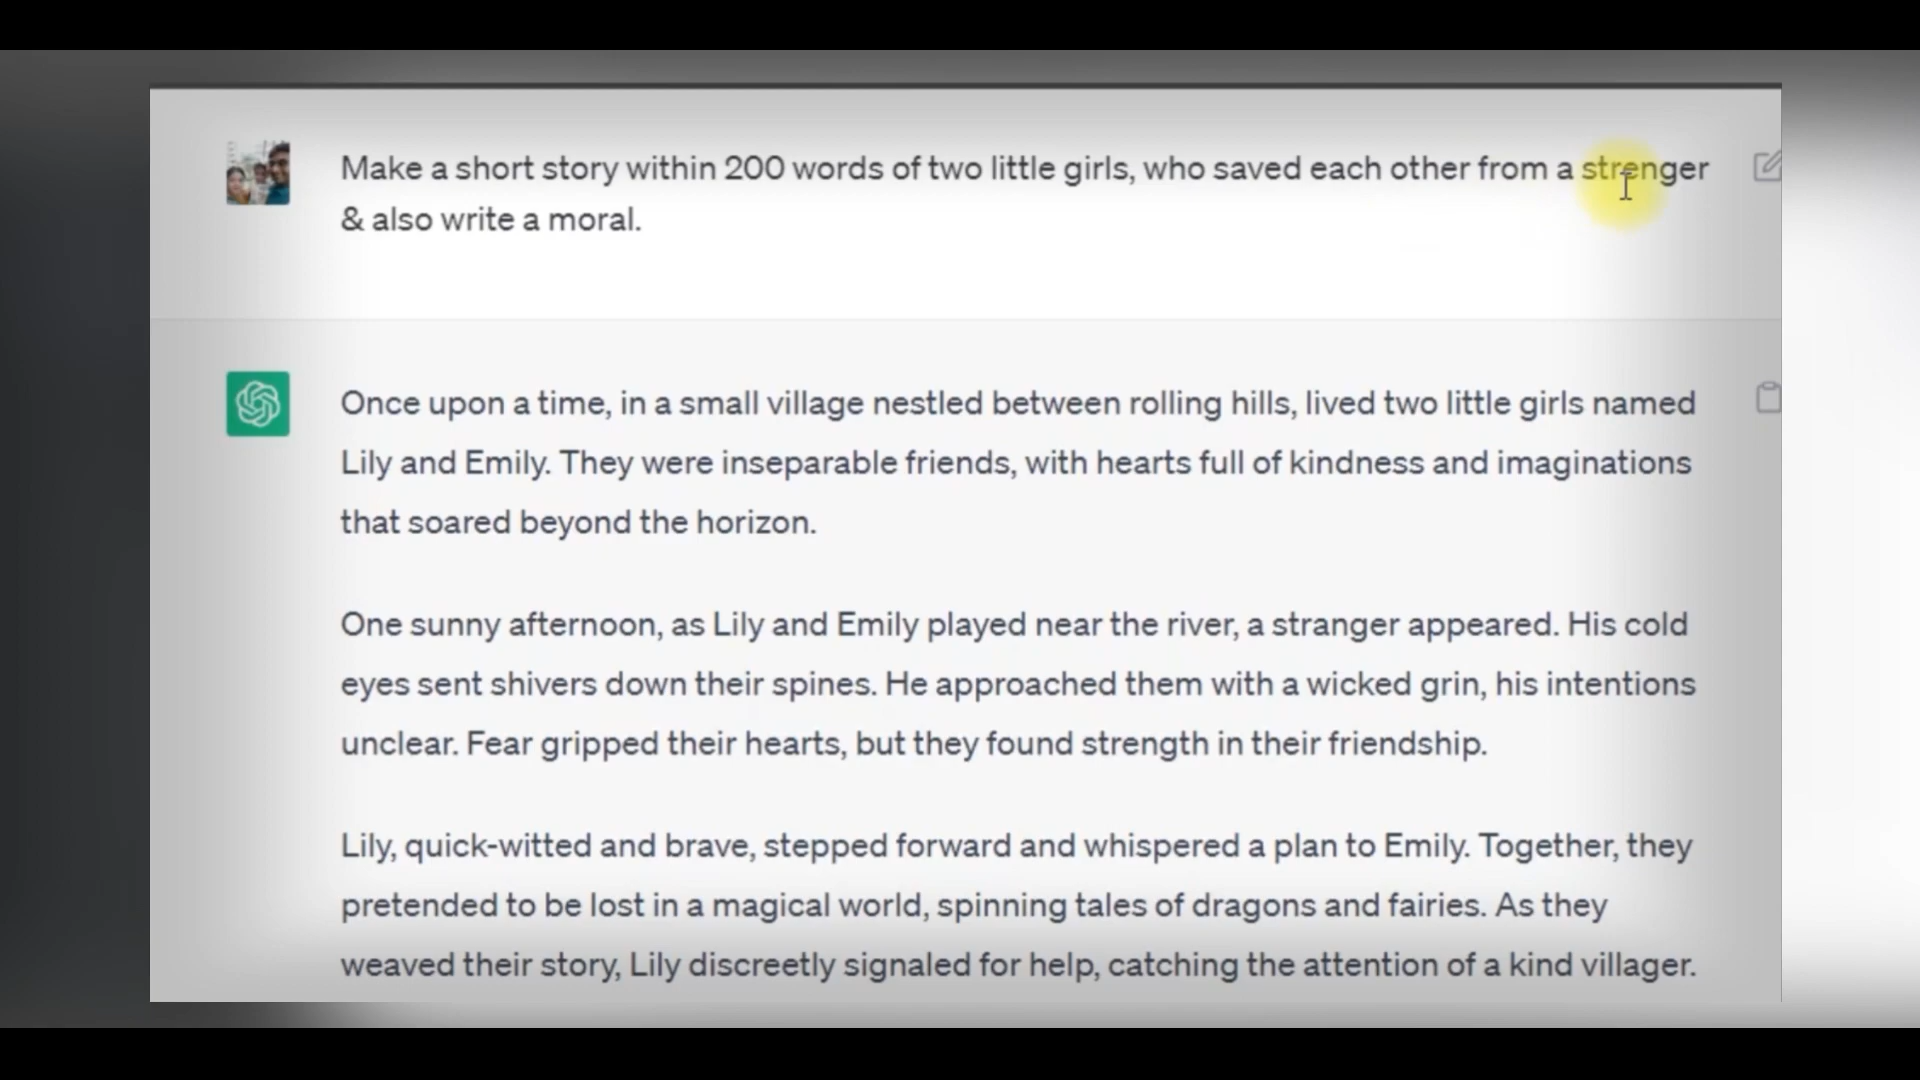 Make a short story within 200 words of two little girls, who saved each other from a strenger
& also write a moral.
Once upon a time, in a small village nestled between rolling hills, lived two little girls named
Lily and Emily. They were inseparable friends, with hearts full of kindness and imaginations
that soared beyond the horizon.
One sunny afternoon, as Lily and Emily played near the river, a stranger appeared. His cold
eyes sent shivers down their spines. He approached them with a wicked grin, his intentions
unclear. Fear gripped their hearts, but they found strength in their friendship.
Lily, quick-witted and brave, stepped forward and whispered a plan to Emily. Together, they
pretended to be lost in a magical world, spinning tales of dragons and fairies. As they
weaved their story, Lily discreetly signaled for help, catching the attention of a kind villager.